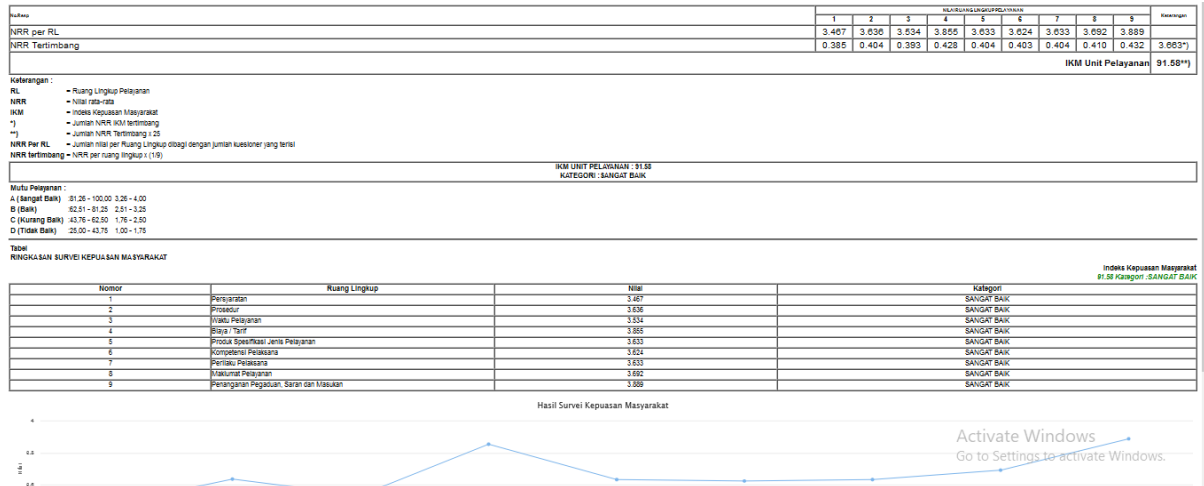 No.Resp NILAI RUANG LINGKUP PELAYANAN Keterangan
1 2 3 4 5 6 7 8 9
NRR per RL 3.467 3.636 3.534 3.855 3.633 3.624 3.633 3.692 3.889
NRR Tertimbang 0.385 0.404 0.393 0.428 0.404 0.403 0.404 0.410 0.432 3.663*)
IKM Unit Pelayanan 91.58**)
Keterangan :
RL = Ruang Lingkup Pelayanan
NRR = Nilai rata-rata
IKM = Indeks Kepuasan Masyarakat
*) = Jumlah NRR IKM tertimbang
**) = Jumlah NRR Tertimbang x 25
NRR Per RL = Jumlah nilai per Ruang Lingkup dibagi dengan jumlah kuesioner yang terisi
NRR tertimbang = NRR per ruang lingkup x (1/9)
IKM UNIT PELAYANAN : 91.58
KATEGORI : SANGAT BAIK
Mutu Pelayanan :
A (Sangat Baik) :81,26 - 100,00 3,26 - 4,00
B (Baik) :62,51 - 81,25 2,51 - 3,25
C (Kurang Baik) :43,76 - 62,50 1,76 - 2,50
D (Tidak Baik) :25,00 - 43,75 1,00 - 1,75
Tabel
RINGKASAN SURVEI KEPUASAN MASYARAKAT
Indeks Kepuasan Masyarakat
91.58 Kategori :SANGAT BAIK
Nomor Ruang Lingkup Nilai Kategori
1 Persyaratan 3.467 SANGAT BAIK
2 Prosedur 3.636 SANGAT BAIK
3 Waktu Pelayanan 3.534 SANGAT BAIK
4 Biaya / Tarif 3.855 SANGAT BAIK
5 Produk Spesifikasi Jenis Pelayanan 3.633 SANGAT BAIK
6 Kompetensi Pelaksana 3.624 SANGAT BAIK
7 Perilaku Pelaksana 3.633 SANGAT BAIK
8 Maklumat Pelayanan 3.692 SANGAT BAIK
9 Penanganan Pegaduan, Saran dan Masukan 3.889 SANGAT BAIK
Hasil Survei Kepuasan Masyarakat
4
3.8
Nilai
3.6
Activate Windows
Go to Settings to activate Windows.